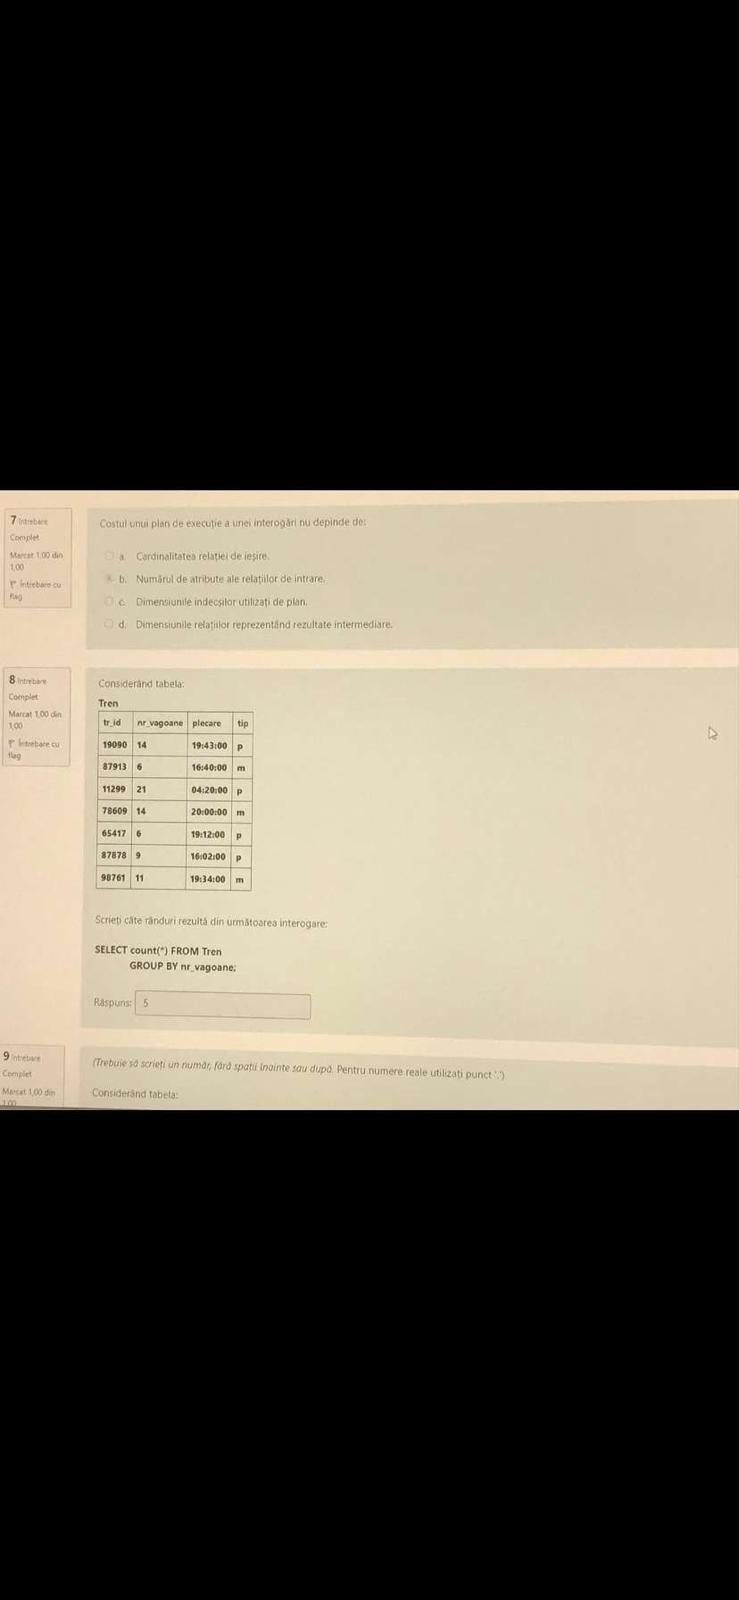 7 Întrebare
Complet
Marcat 1,00 din
1,00
Întrebare cu
flag
Costul unui plan de execuție a unei interogări nu depinde de:
a. Cardinalitatea relației de ieșire.
b. Numărul de atribute ale relațiilor de intrare.
c. Dimensiunile indecșilor utilizați de plan.
d. Dimensiunile relațiilor reprezentând rezultate intermediare.
8 Întrebare
Complet
Marcat 1,00 din
1,00
Întrebare cu
flag
Considerând tabela:
Tren
tr_id nr_vagoane plecare tip
19090 14 19:43:00 p
87913 6 16:40:00 m
11299 21 04:20:00 p
78609 14 20:00:00 m
65417 6 19:12:00 p
87878 9 16:02:00 p
98761 11 19:34:00 m
Scrieți câte rânduri rezultă din următoarea interogare:
SELECT count(*) FROM Tren
GROUP BY nr_vagoane;
Răspuns: 5
9 Întrebare
Complet
Marcat 1,00 din
1,00
(Trebuie să scrieți un număr, fără spații înainte sau după. Pentru numere reale utilizați punct '.')
Considerând tabela: